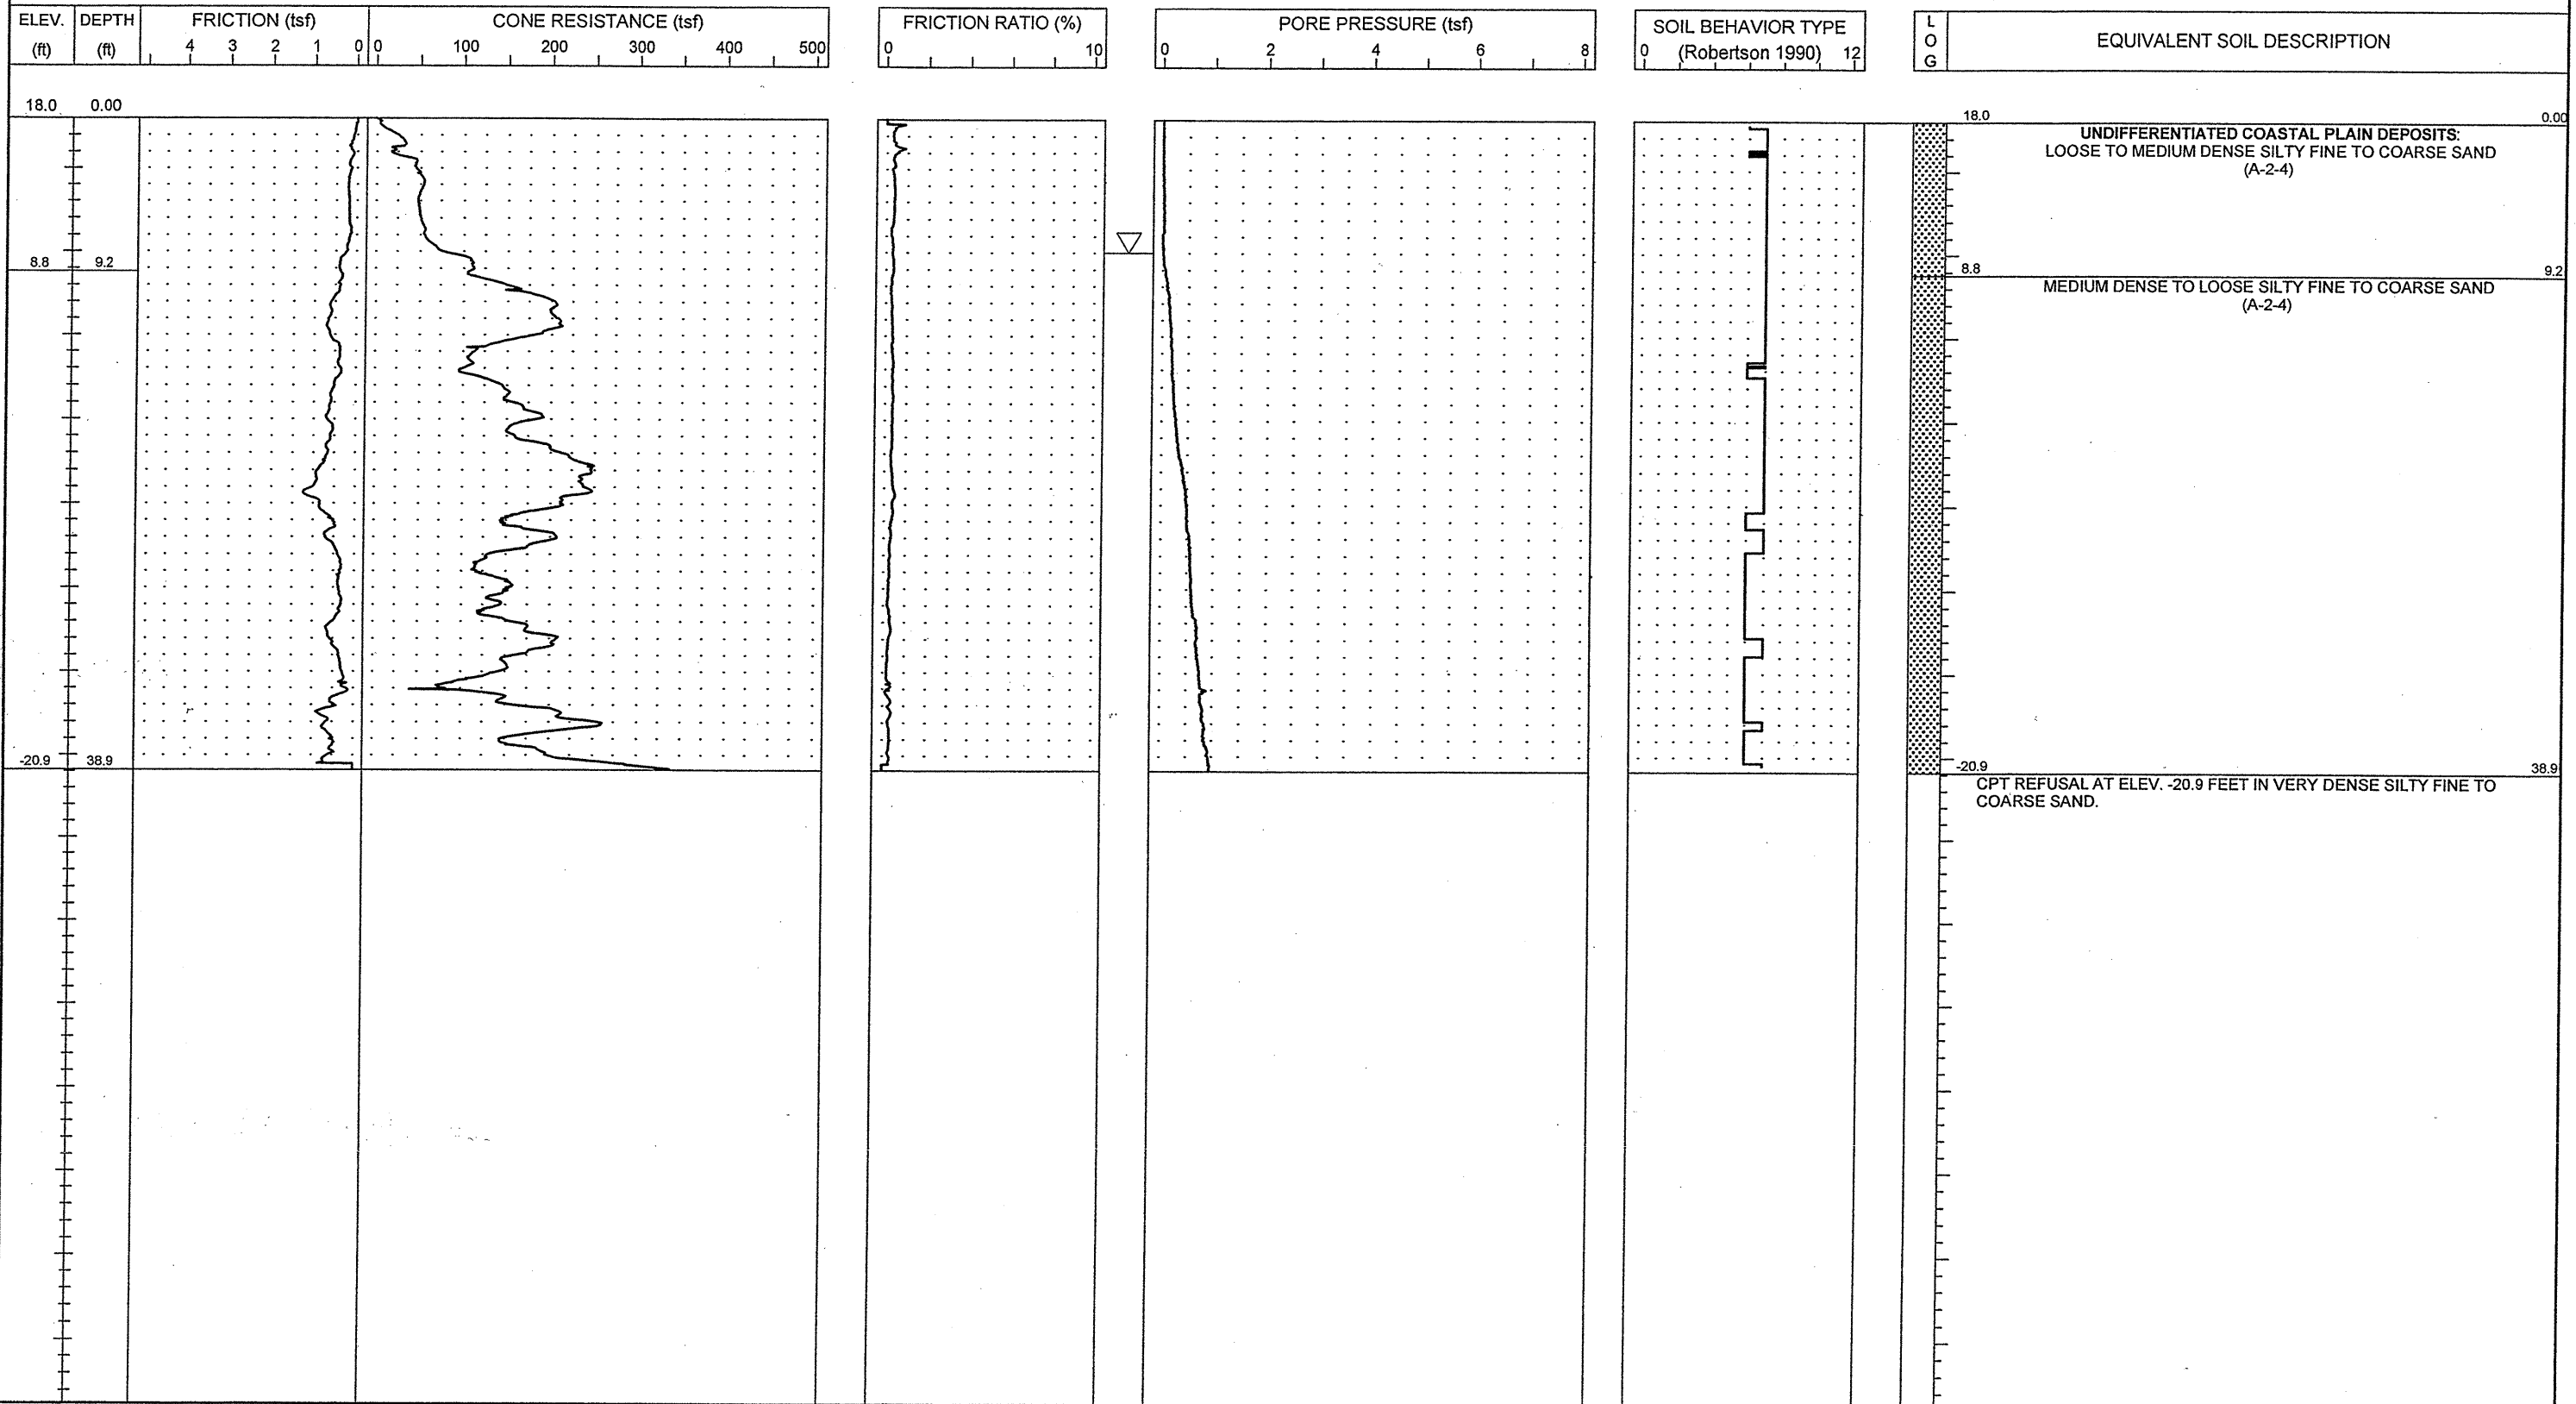 ELEV. DEPTH FRICTION (tsf) CONE RESISTANCE (tsf) FRICTION RATIO (%) PORE PRESSURE (tsf) SOIL BEHAVIOR TYPE L
(ft) (ft) 4 3 2 1 0 0 100 200 300 400 500 0 10 0 2 4 6 8 0 (Robertson 1990) 12 O EQUIVALENT SOIL DESCRIPTION
G
18.0 0.00
18.0 0.00
UNDIFFERENTIATED COASTAL PLAIN DEPOSITS:
LOOSE TO MEDIUM DENSE SILTY FINE TO COARSE SAND
(A-2-4)
8.8 9.2
8.8 9.2
MEDIUM DENSE TO LOOSE SILTY FINE TO COARSE SAND
(A-2-4)
-20.9 38.9
-20.9 38.9
CPT REFUSAL AT ELEV. -20.9 FEET IN VERY DENSE SILTY FINE TO
COARSE SAND.